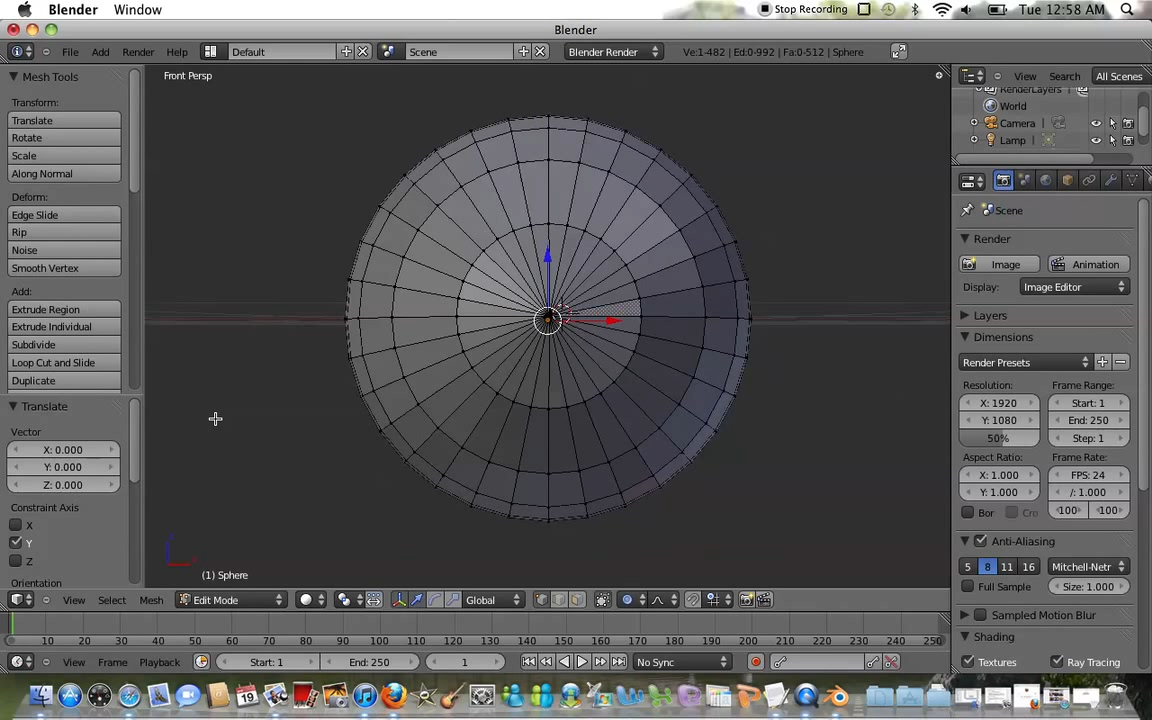 Blender Window Stop Recording Tue 12:58 AM
Blender
File Add Render Help Default Scene Blender Render Ve:1-482 | Ed:0-992 | Fa:0-512 | Sphere
Mesh Tools
Transform:
Translate
Rotate
Scale
Along Normal
Deform:
Edge Slide
Rip
Noise
Smooth Vertex
Add:
Extrude Region
Extrude Individual
Subdivide
Loop Cut and Slide
Duplicate
Translate
Vector
X: 0.000
Y: 0.000
Z: 0.000
Constraint Axis
X
Y
Z
Orientation
Front Persp
(1) Sphere
View Search All Scenes
RenderLayers
World
Camera
Lamp
Scene
Render
Image Animation
Display: Image Editor
Layers
Dimensions
Render Presets
Resolution: Frame Range:
X: 1920 Start: 1
Y: 1080 End: 250
50% Step: 1
Aspect Ratio: Frame Rate:
X: 1.000 FPS: 24
Y: 1.000 /: 1.000
Bor Cro 100 100
Anti-Aliasing
5 8 11 16 Mitchell-Netr
Full Sample Size: 1.000
Sampled Motion Blur
Shading
Textures Ray Tracing
View Select Mesh Edit Mode Global
0 10 20 30 40 50 60 70 80 90 100 110 120 130 140 150 160 170 180 190 200 210 220 230 240 250
View Frame Playback Start: 1 End: 250 1 No Sync